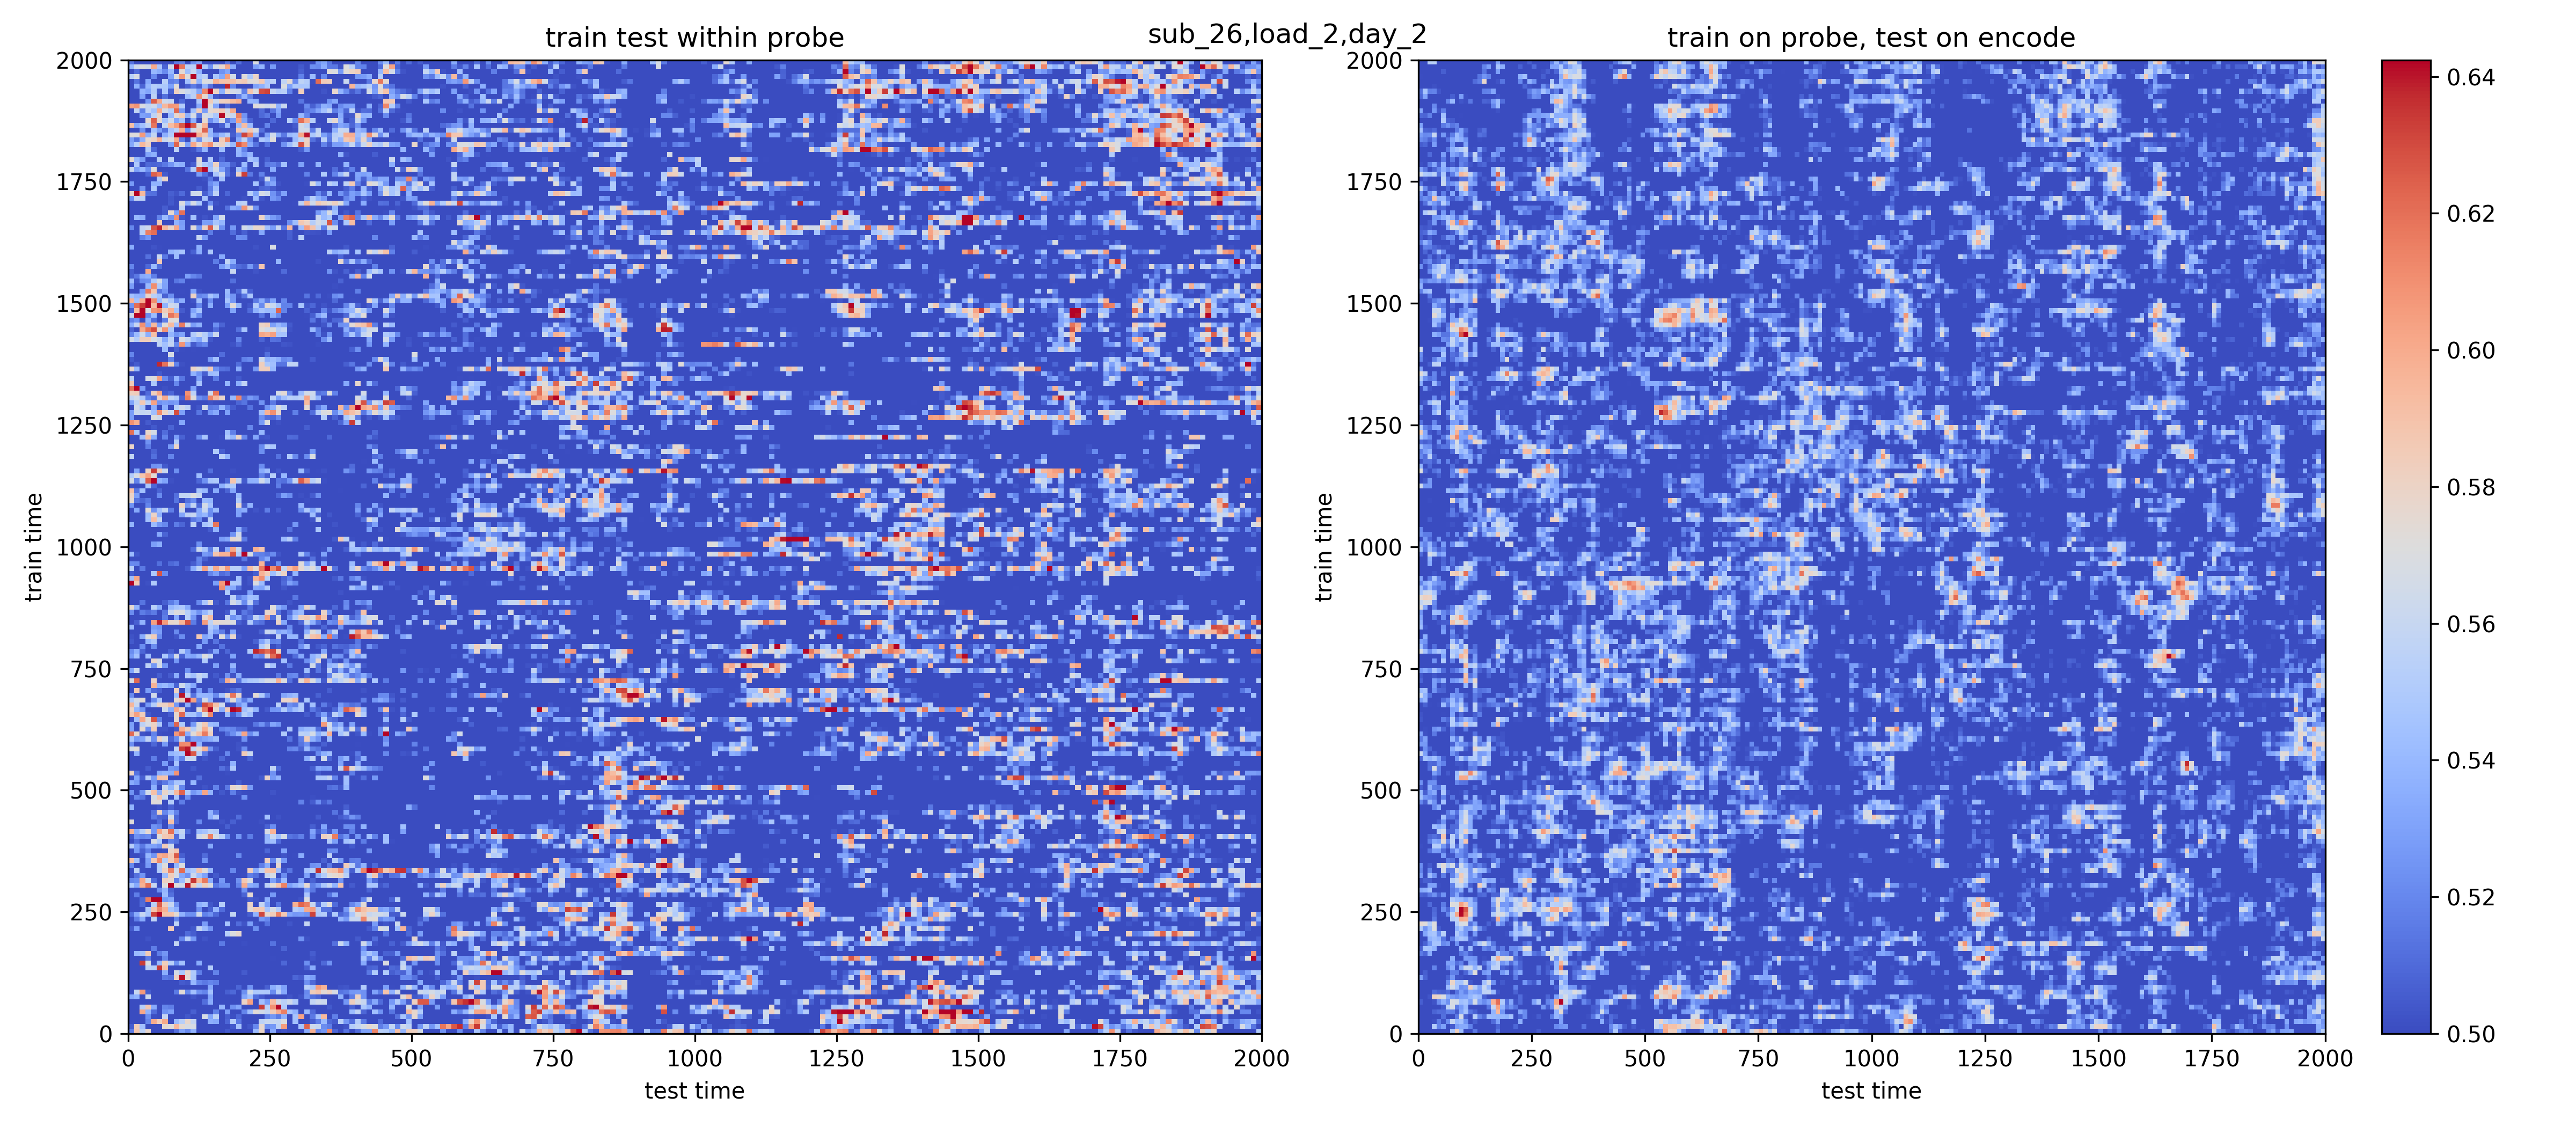 sub_26,load_2,day_2
train test within probe
2000
1750
1500
1250
1000
750
500
250
0
train time
0 250 500 750 1000 1250 1500 1750 2000
test time
train on probe, test on encode
2000
1750
1500
1250
1000
750
500
250
0
train time
0 250 500 750 1000 1250 1500 1750 2000
test time
0.64
0.62
0.60
0.58
0.56
0.54
0.52
0.50